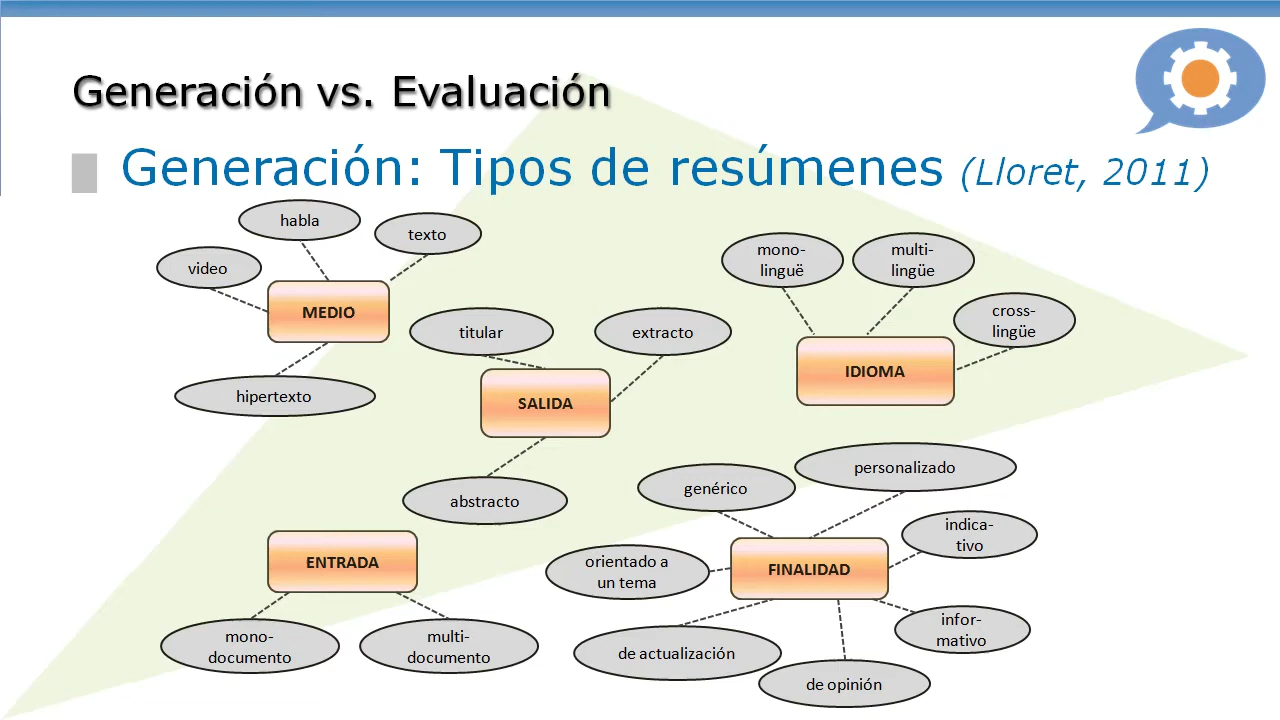 Generación vs. Evaluación
Generación: Tipos de resúmenes (Lloret, 2011)
habla
texto
video
MEDIO
hipertexto
titular
extracto
SALIDA
abstracto
mono-
linguë
multi-
lingüe
cross-
lingüe
IDIOMA
ENTRADA
mono-
documento
multi-
documento
genérico
personalizado
indica-
tivo
orientado a
un tema
FINALIDAD
infor-
mativo
de actualización
de opinión